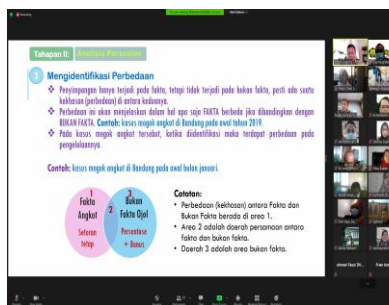 Tahapan II: Analisis Persoalan
3 Mengidentifikasi Perbedaan
Penyimpangan hanya terjadi pada fakta, tetapi tidak terjadi pada bukan fakta, pasti ada suatu
kekhasan (perbedaan) di antara keduanya.
Perbedaan ini akan menjelaskan dalam hal apa saja FAKTA berbeda jika dibandingkan dengan
BUKAN FAKTA. Contoh: kasus mogok angkot di Bandung pada awal tahun 2019.
Pada kasus mogok angkot tersebut, ketika diidentifikasi maka terdapat perbedaan pada
pengelolaannya.
Contoh: kasus mogok angkot di Bandung pada awal bulan januari.
1
Fakta
Angkot
Setoran
tetap
2
3
Bukan
Fakta Ojol
Persentase
+ Bonus
Catatan:
Perbedaan (kekhasan) antara Fakta dan
Bukan Fakta berada di area 1.
Area 2 adalah daerah persamaan antara
fakta dan bukan fakta.
Daerah 3 adalah area bukan fakta.